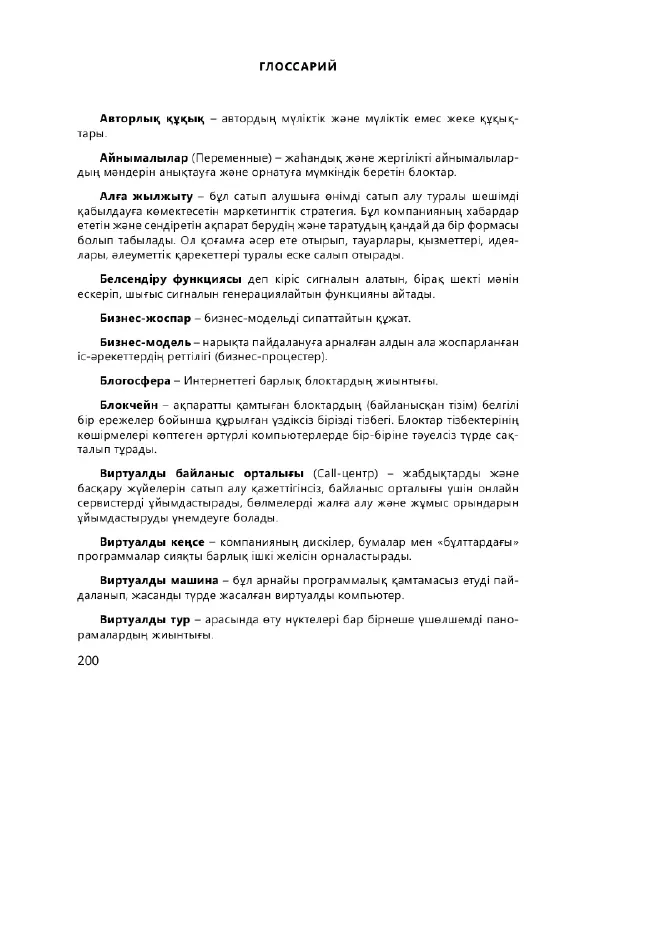 ГЛОССАРИЙ
Авторлық құқық – автордың мүліктік және мүліктік емес жеке құқық-
тары.
Айнымалылар (Переменные) – жаһандық және жергілікті айнымалылар-
дың мәндерін анықтауға және орнатуға мүмкіндік беретін блоктар.
Алға жылжыту – бұл сатып алушыға өнімді сатып алу туралы шешімді
қабылдауға көмектесетін маркетингтік стратегия. Бұл компанияның хабардар
ететін және сендіретін ақпарат берудің және таратудың қандай да бір формасы
болып табылады. Ол қоғамға әсер ете отырып, тауарлары, қызметтері, идея-
лары, әлеуметтік қарекеттері туралы еске салып отырады.
Белсендіру функциясы деп кіріс сигналын алатын, бірақ шекті мәнін
ескеріп, шығыс сигналын генерациялайтын функцияны айтады.
Бизнес-жоспар – бизнес-модельді сипаттайтын құжат.
Бизнес-модель – нарықта пайдалануға арналған алдын ала жоспарланған
іс-әрекеттердің реттілігі (бизнес-процестер).
Блогосфера – Интернеттегі барлық блоктардың жиынтығы.
Блокчейн – ақпаратты қамтыған блоктардың (байланысқан тізім) белгілі
бір ережелер бойынша құрылған үздіксіз бірізді тізбегі. Блоктар тізбектерінің
көшірмелері көптеген әртүрлі компьютерлерде бір-біріне тәуелсіз түрде сақ-
талып тұрады.
Виртуалды байланыс орталығы (Call-центр) – жабдықтарды және
басқару жүйелерін сатып алу қажеттігінсіз, байланыс орталығы үшін онлайн
сервистерді ұйымдастырады, бөлмелерді жалға алу және жұмыс орындарын
ұйымдастыруды үнемдеуге болады.
Виртуалды кеңсе – компанияның дискілер, бумалар мен «бұлттардағы»
программалар сияқты барлық ішкі желісін орналастырады.
Виртуалды машина – бұл арнайы программалық қамтамасыз етуді пай-
даланып, жасанды түрде жасалған виртуалды компьютер.
Виртуалды тур – арасында өту нүктелері бар бірнеше үшөлшемді пано-
рамалардың жиынтығы.
200